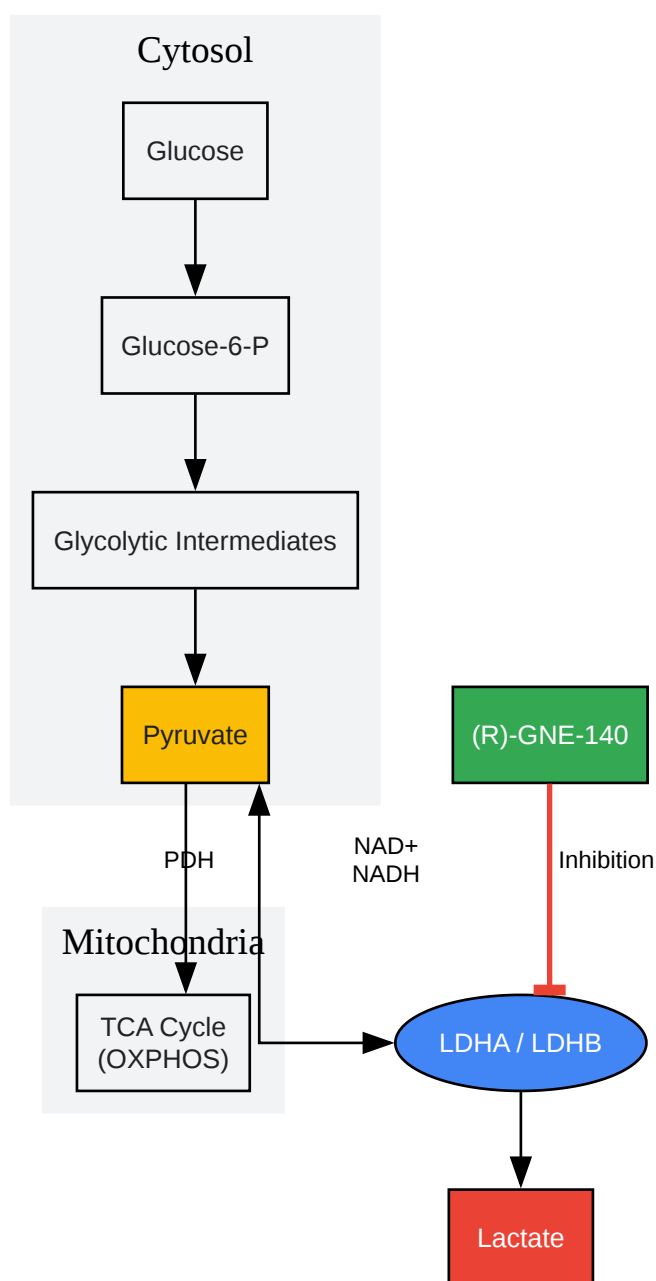 Cytosol
Glucose
Glucose-6-P
Glycolytic Intermediates
Pyruvate
(R)-GNE-140
PDH
NAD+
NADH
Inhibition
Mitochondria
TCA Cycle
(OXPHOS)
LDHA / LDHB
Lactate